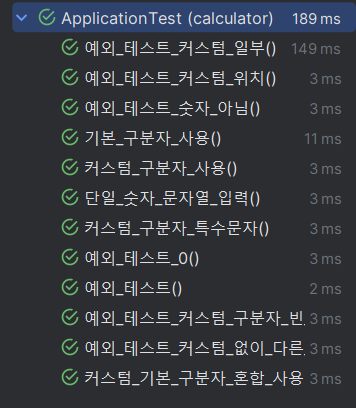 ApplicationTest (calculator) 189 ms
예외_테스트_커스텀_일부() 149 ms
예외_테스트_커스텀_위치() 3 ms
예외_테스트_숫자_아님() 3 ms
기본_구분자_사용() 11 ms
커스텀_구분자_사용() 3 ms
단일_숫자_문자열_입력() 3 ms
커스텀_구분자_특수문자() 3 ms
예외_테스트_0() 3 ms
예외_테스트() 2 ms
예외_테스트_커스텀_구분자_빈_ 3 ms
예외_테스트_커스텀_없이_다른_ 3 ms
커스텀_기본_구분자_혼합_사용 3 ms